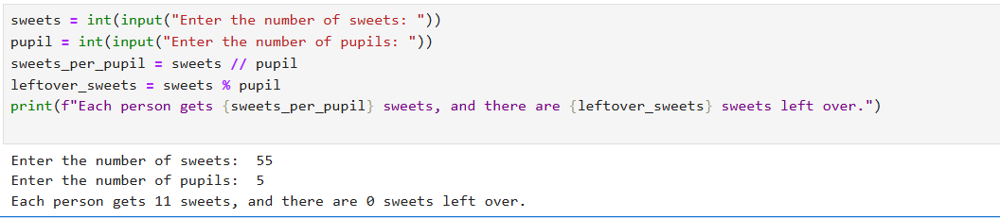 sweets = int(input("Enter the number of sweets: "))
pupil = int(input("Enter the number of pupils: "))
sweets_per_pupil = sweets // pupil
leftover_sweets = sweets % pupil
print(f"Each person gets {sweets_per_pupil} sweets, and there are {leftover_sweets} sweets left over.")
Enter the number of sweets:  55
Enter the number of pupils:  5
Each person gets 11 sweets, and there are 0 sweets left over.